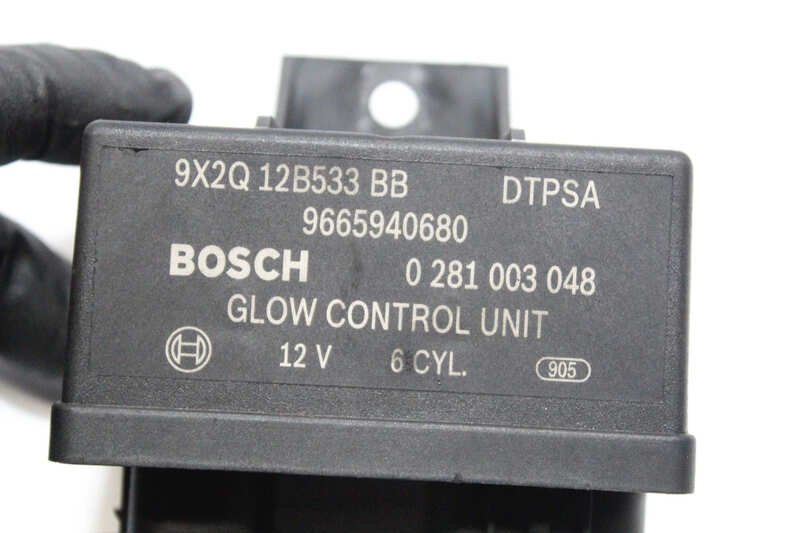 9X2Q 12B533 BB DTPSA
9665940680
BOSCH 0 281 003 048
GLOW CONTROL UNIT
12 V 6 CYL. 905